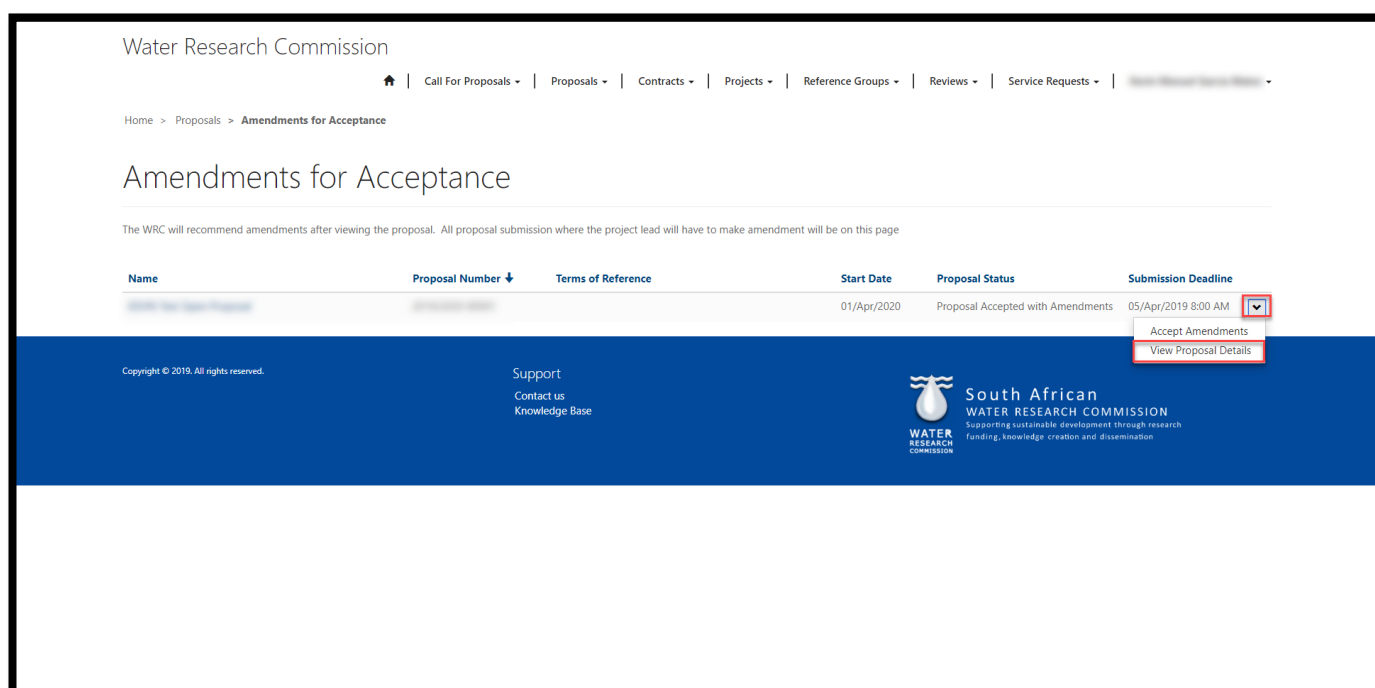 Water Research Commission
Call For Proposals | Proposals | Contracts | Projects | Reference Groups | Reviews | Service Requests |
Home > Proposals > Amendments for Acceptance
Amendments for Acceptance
The WRC will recommend amendments after viewing the proposal. All proposal submission where the project lead will have to make amendment will be on this page
Name Proposal Number Terms of Reference Start Date Proposal Status Submission Deadline
01/Apr/2020 Proposal Accepted with Amendments 05/Apr/2019 8:00 AM
Accept Amendments
View Proposal Details
Copyright © 2019. All rights reserved.
Support
Contact us
Knowledge Base
WATER
RESEARCH
COMMISSION
South African
WATER RESEARCH COMMISSION
Supporting sustainable development through research
funding, knowledge creation and dissemination